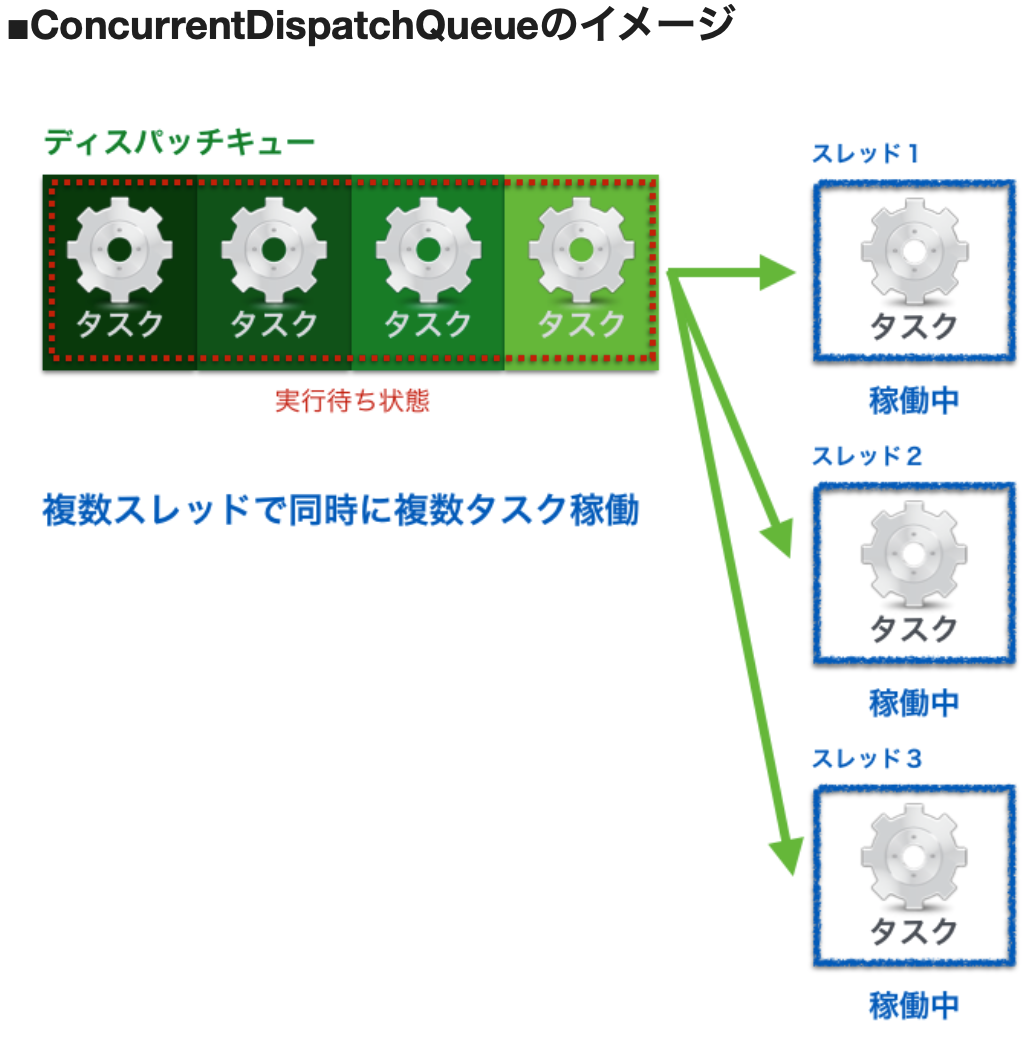 ■ConcurrentDispatchQueueのイメージ
ディスパッチキュー
タスク
タスク
タスク
タスク
実行待ち状態
複数スレッドで同時に複数タスク稼働
スレッド1
タスク
稼働中
スレッド2
タスク
稼働中
スレッド3
タスク
稼働中